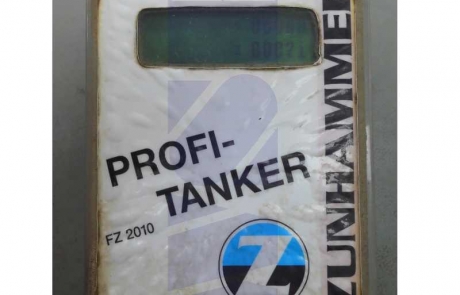 PROFI-
TANKER
FZ 2010
Z
ZUNHAMMER